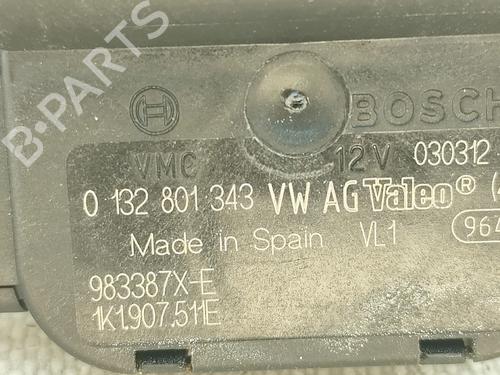 B-PARTS
BOSCH
VMC 12V 030312
0 132 801 343 VW AG Valeo®
Made in Spain VL1 964
983387X-E
1K1.907.511E